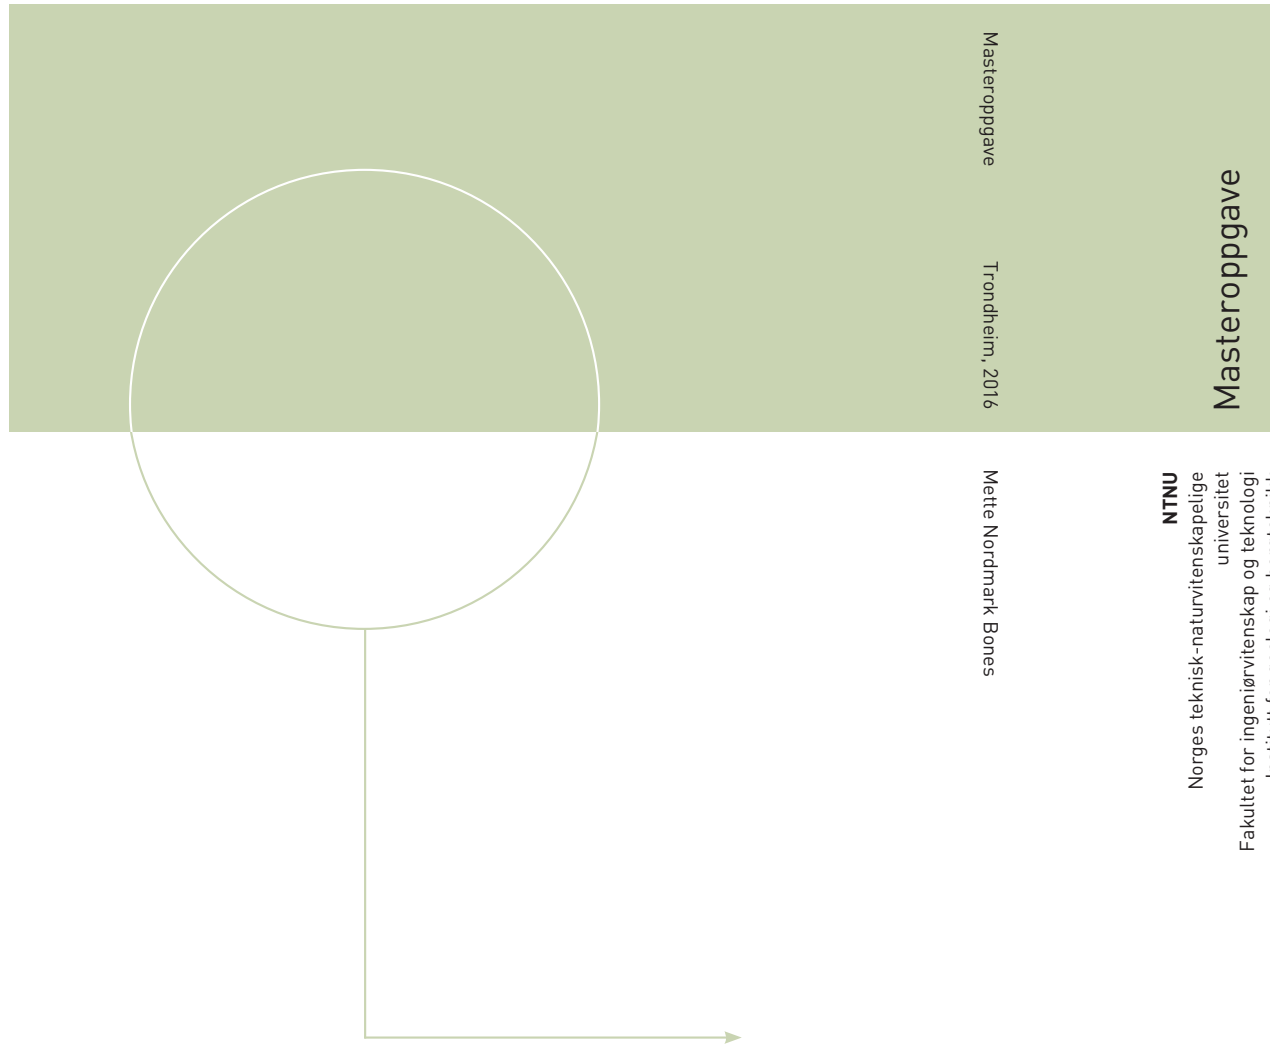 Masteroppgave
Trondheim, 2016
Mette Nordmark Bones
Masteroppgave
NTNU
Norges teknisk-naturvitenskapelige
universitet
Fakultet for ingeniørvitenskap og teknologi